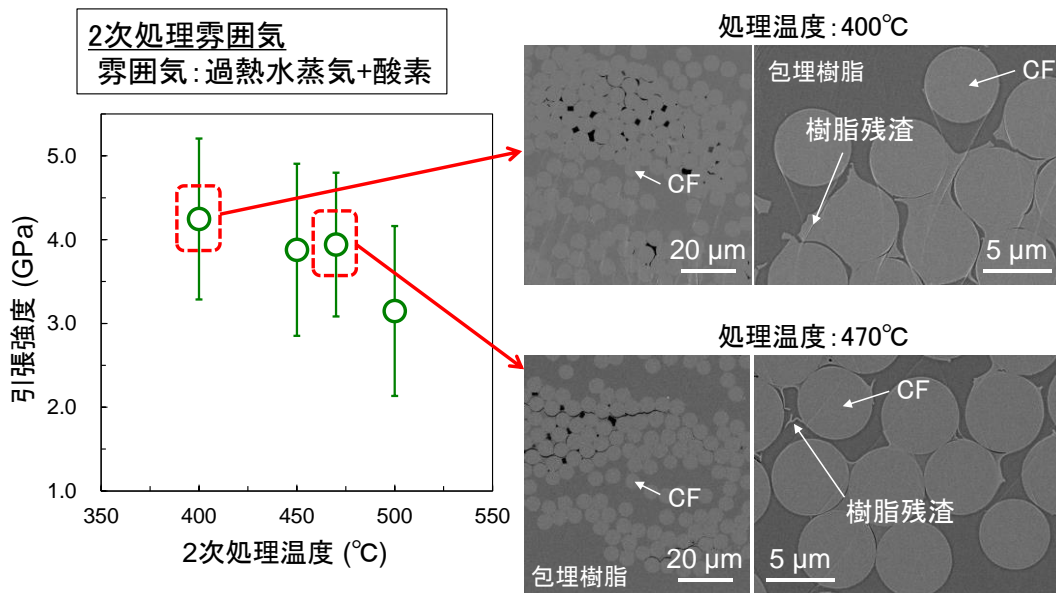 2次処理雰囲気
雰囲気：過熱水蒸気+酸素
引張強度 (GPa)
5.0
4.0
3.0
2.0
1.0
350
400
450
500
550
2次処理温度 (℃)
処理温度：400℃
CF
20 µm
包埋樹脂
CF
樹脂残渣
5 µm
処理温度：470℃
CF
包埋樹脂
20 µm
CF
樹脂残渣
5 µm